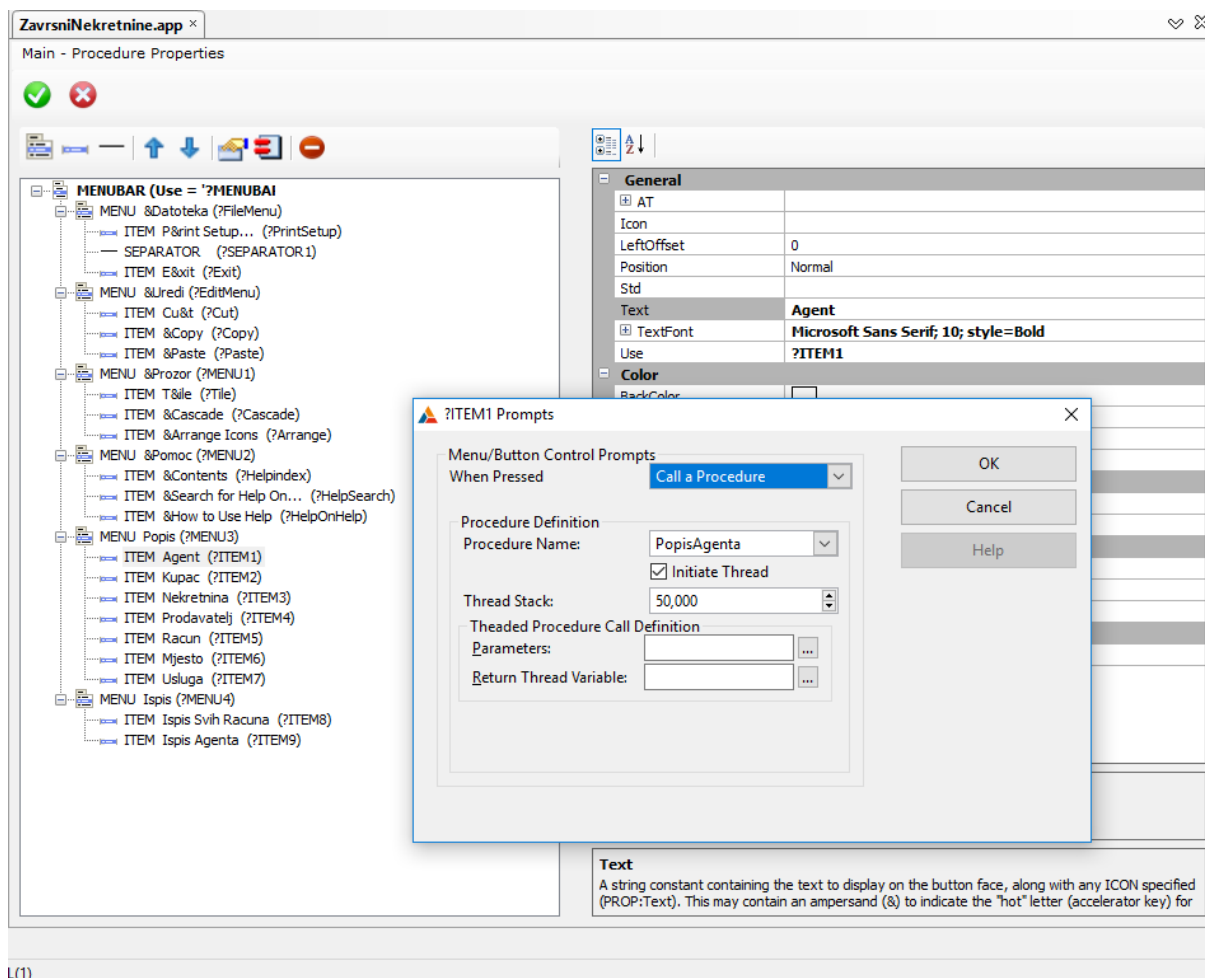 ZavrsniNekretnine.app ×
Main - Procedure Properties
MENUBAR (Use = '?MENUBAI
MENU &Datoteka (?FileMenu)
ITEM P&rint Setup... (?PrintSetup)
SEPARATOR (?SEPARATOR1)
ITEM E&xit (?Exit)
MENU &Uredi (?EditMenu)
ITEM Cu&t (?Cut)
ITEM &Copy (?Copy)
ITEM &Paste (?Paste)
MENU &Prozor (?MENU1)
ITEM T&ile (?Tile)
ITEM &Cascade (?Cascade)
ITEM &Arrange Icons (?Arrange)
MENU &Pomoc (?MENU2)
ITEM &Contents (?Helpindex)
ITEM &Search for Help On... (?HelpSearch)
ITEM &How to Use Help (?HelpOnHelp)
MENU Popis (?MENU3)
ITEM Agent (?ITEM1)
ITEM Kupac (?ITEM2)
ITEM Nekretnina (?ITEM3)
ITEM Prodavatelj (?ITEM4)
ITEM Racun (?ITEM5)
ITEM Mjesto (?ITEM6)
ITEM Usluga (?ITEM7)
MENU Ispis (?MENU4)
ITEM Ispis Svih Racuna (?ITEM8)
ITEM Ispis Agenta (?ITEM9)
General
AT
Icon
LeftOffset 0
Position Normal
Std
Text Agent
TextFont Microsoft Sans Serif; 10; style=Bold
Use ?ITEM1
Color
BackColor
?ITEM1 Prompts
Menu/Button Control Prompts
When Pressed Call a Procedure
Procedure Definition
Procedure Name: PopisAgenta
Initiate Thread
Thread Stack: 50,000
Theaded Procedure Call Definition
Parameters: ...
Return Thread Variable: ...
OK
Cancel
Help
Text
A string constant containing the text to display on the button face, along with any ICON specified
(PROP:Text). This may contain an ampersand (&) to indicate the "hot" letter (accelerator key) for
L(1)